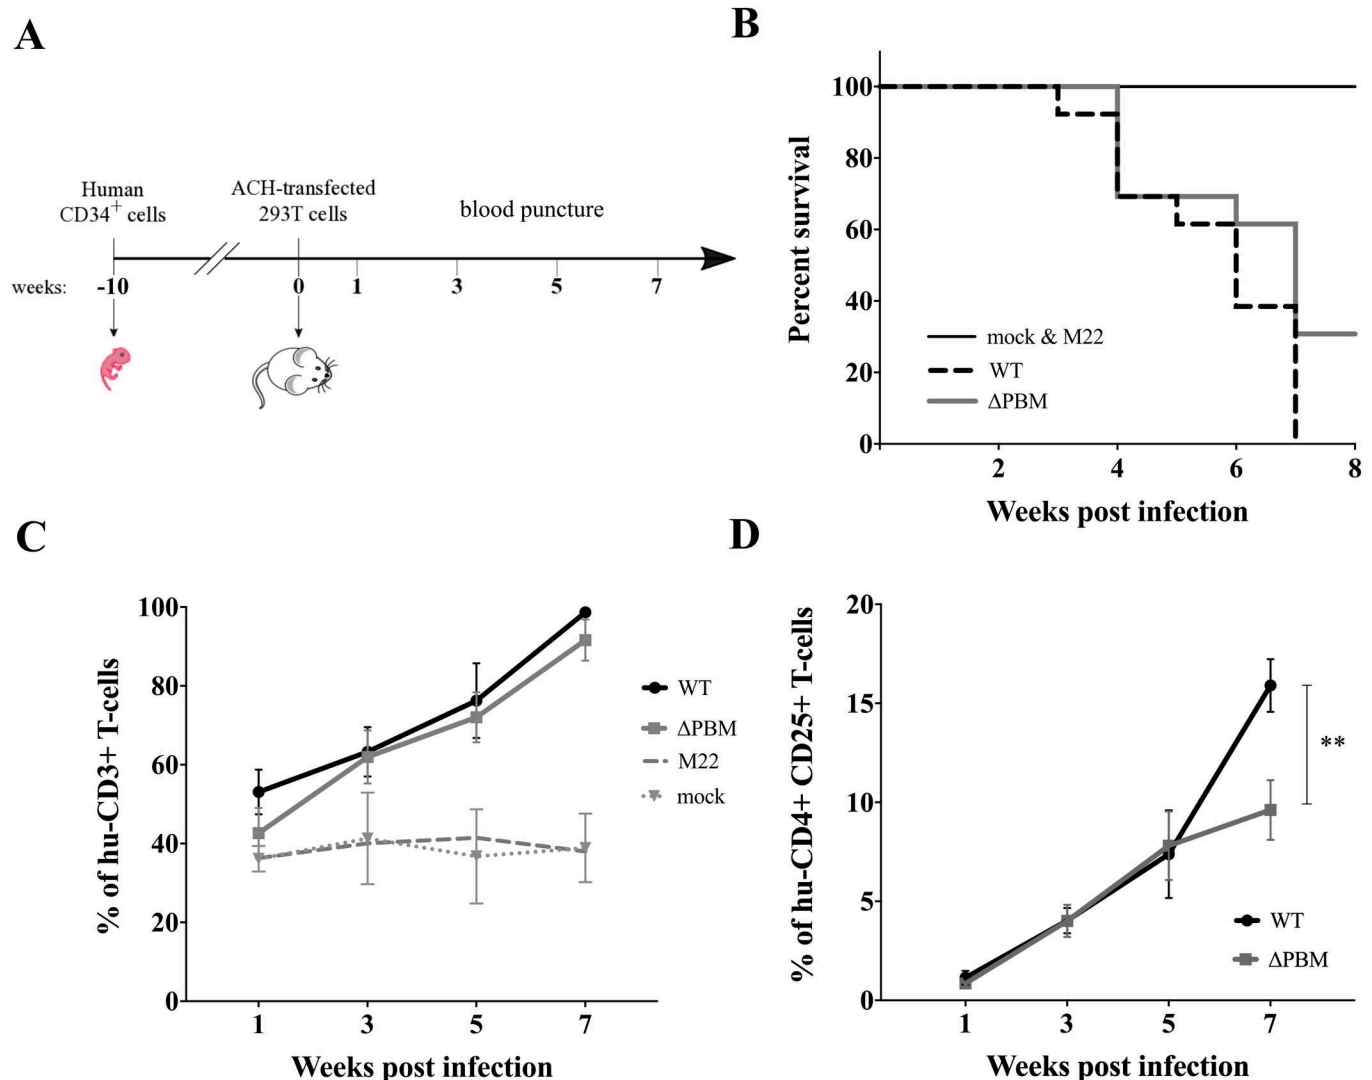 A
Human
CD34+ cells
ACH-transfected
293T cells
blood puncture
weeks:
-10
0
1
3
5
7
B
Percent survival
100
80
60
40
20
0
mock & M22
WT
ΔPBM
2
4
6
8
Weeks post infection
C
% of hu-CD3+ T-cells
100
80
60
40
20
0
WT
ΔPBM
M22
mock
1
3
5
7
Weeks post infection
D
% of hu-CD4+ CD25+ T-cells
20
15
10
5
0
**
WT
ΔPBM
1
3
5
7
Weeks post infection